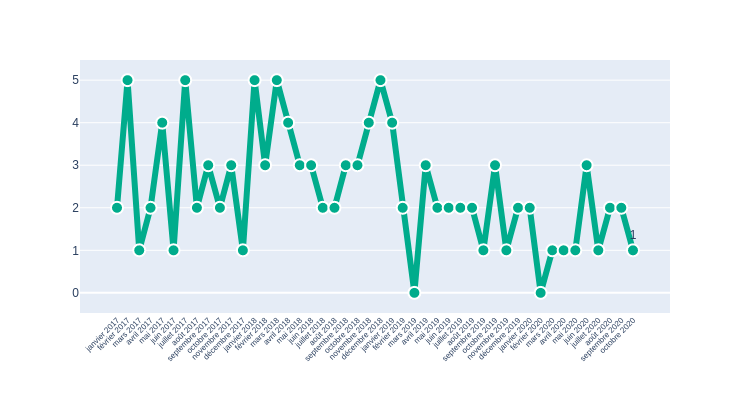 5
4
3
2
1
0
1
janvier 2017
février 2017
mars 2017
avril 2017
mai 2017
juin 2017
juillet 2017
août 2017
septembre 2017
octobre 2017
novembre 2017
décembre 2017
janvier 2018
février 2018
mars 2018
avril 2018
mai 2018
juin 2018
juillet 2018
août 2018
septembre 2018
octobre 2018
novembre 2018
décembre 2018
janvier 2019
février 2019
mars 2019
avril 2019
mai 2019
juin 2019
juillet 2019
août 2019
septembre 2019
octobre 2019
novembre 2019
décembre 2019
janvier 2020
février 2020
mars 2020
avril 2020
mai 2020
juin 2020
juillet 2020
août 2020
septembre 2020
octobre 2020